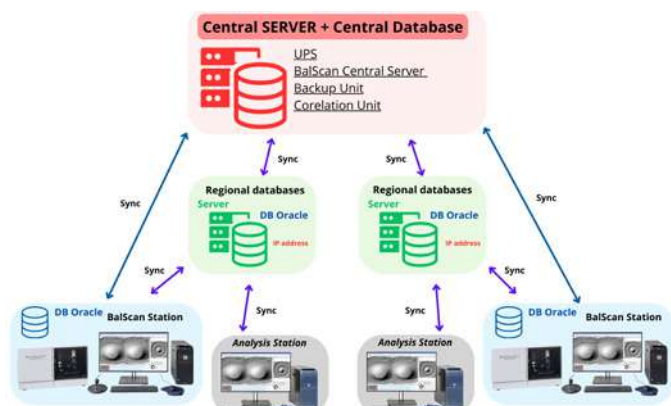 Central SERVER + Central Database
UPS
BalScan Central Server
Backup Unit
Corelation Unit
Sync
Sync
Sync
Sync
Regional databases
Server
DB Oracle
IP address
Regional databases
Server
DB Oracle
IP address
Sync
Sync
Sync
Sync
DB Oracle
BalScan Station
Analysis Station
Analysis Station
DB Oracle
BalScan Station